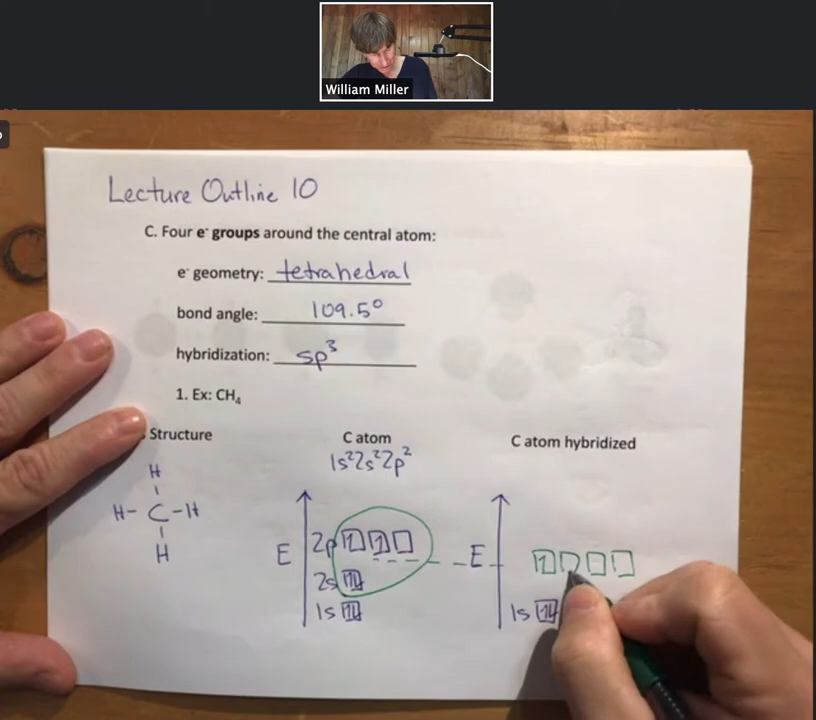 William Miller
Lecture Outline 10
C. Four e⁻ groups around the central atom:
e⁻ geometry: tetrahedral
bond angle: 109.5°
hybridization: sp³
1. Ex: CH₄
Structure
C atom
C atom hybridized
1s²2s²2p²
H
H-C-H
H
E
2p
2s
1s
E
1s